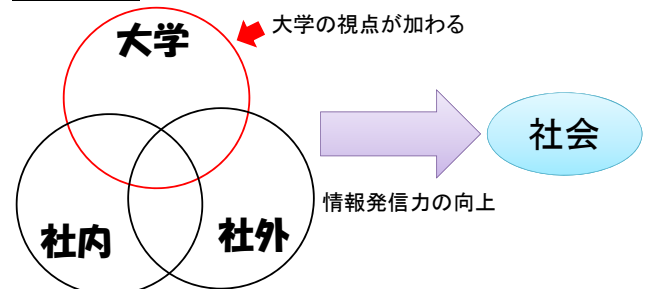 大学
大学の視点が加わる
社会
情報発信力の向上
社内
社外